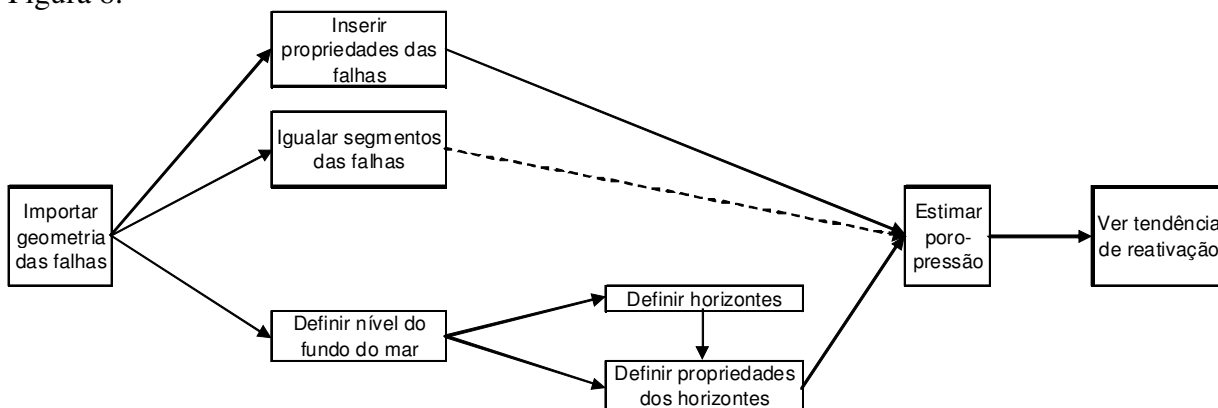 Figura 8.
Inserir
propriedades das
falhas
Igualar segmentos
das falhas
Importar
geometria
das falhas
Estimar
poro-
pressão
Ver tendência
de reativação
Definir horizontes
Definir nível do
fundo do mar
Definir propriedades
dos horizontes